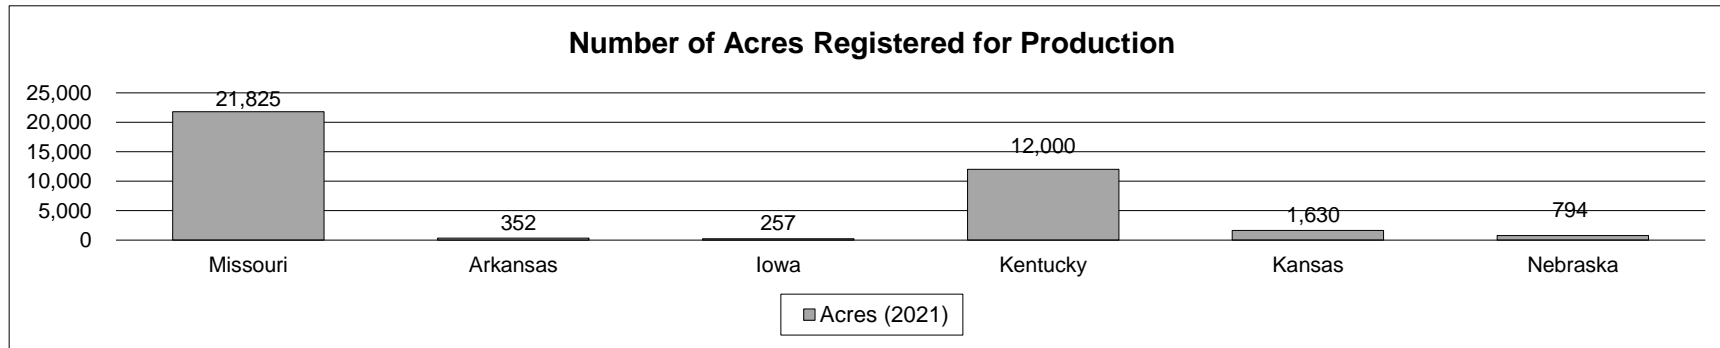 Number of Acres Registered for Production
25,000
20,000
15,000
10,000
5,000
0
21,825
352
257
12,000
1,630
794
Missouri
Arkansas
Iowa
Kentucky
Kansas
Nebraska
Acres (2021)